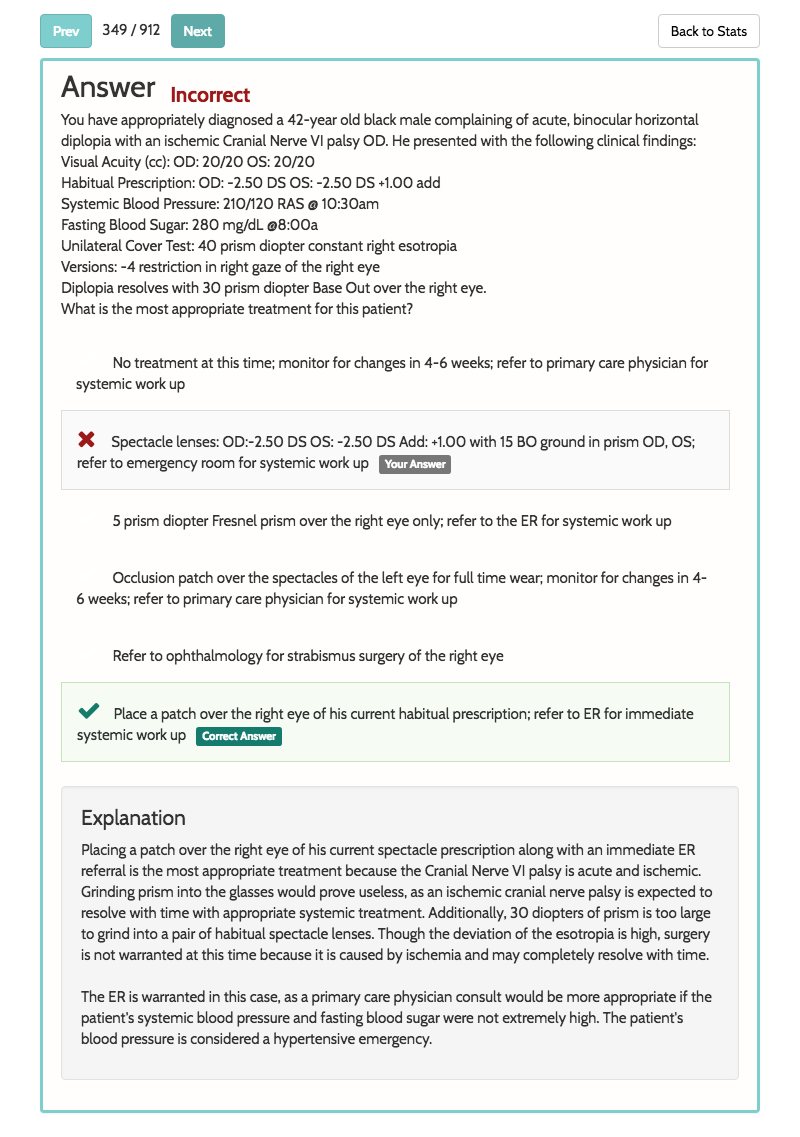 Prev 349 / 912 Next Back to Stats
Answer Incorrect
You have appropriately diagnosed a 42-year old black male complaining of acute, binocular horizontal
diplopia with an ischemic Cranial Nerve VI palsy OD. He presented with the following clinical findings:
Visual Acuity (cc): OD: 20/20 OS: 20/20
Habitual Prescription: OD: -2.50 DS OS: -2.50 DS +1.00 add
Systemic Blood Pressure: 210/120 RAS @ 10:30am
Fasting Blood Sugar: 280 mg/dL @8:00a
Unilateral Cover Test: 40 prism diopter constant right esotropia
Versions: -4 restriction in right gaze of the right eye
Diplopia resolves with 30 prism diopter Base Out over the right eye.
What is the most appropriate treatment for this patient?
No treatment at this time; monitor for changes in 4-6 weeks; refer to primary care physician for
systemic work up
Spectacle lenses: OD:-2.50 DS OS: -2.50 DS Add: +1.00 with 15 BO ground in prism OD, OS;
refer to emergency room for systemic work up Your Answer
5 prism diopter Fresnel prism over the right eye only; refer to the ER for systemic work up
Occlusion patch over the spectacles of the left eye for full time wear; monitor for changes in 4-
6 weeks; refer to primary care physician for systemic work up
Refer to ophthalmology for strabismus surgery of the right eye
Place a patch over the right eye of his current habitual prescription; refer to ER for immediate
systemic work up Correct Answer
Explanation
Placing a patch over the right eye of his current spectacle prescription along with an immediate ER
referral is the most appropriate treatment because the Cranial Nerve VI palsy is acute and ischemic.
Grinding prism into the glasses would prove useless, as an ischemic cranial nerve palsy is expected to
resolve with time with appropriate systemic treatment. Additionally, 30 diopters of prism is too large
to grind into a pair of habitual spectacle lenses. Though the deviation of the esotropia is high, surgery
is not warranted at this time because it is caused by ischemia and may completely resolve with time.
The ER is warranted in this case, as a primary care physician consult would be more appropriate if the
patient's systemic blood pressure and fasting blood sugar were not extremely high. The patient's
blood pressure is considered a hypertensive emergency.